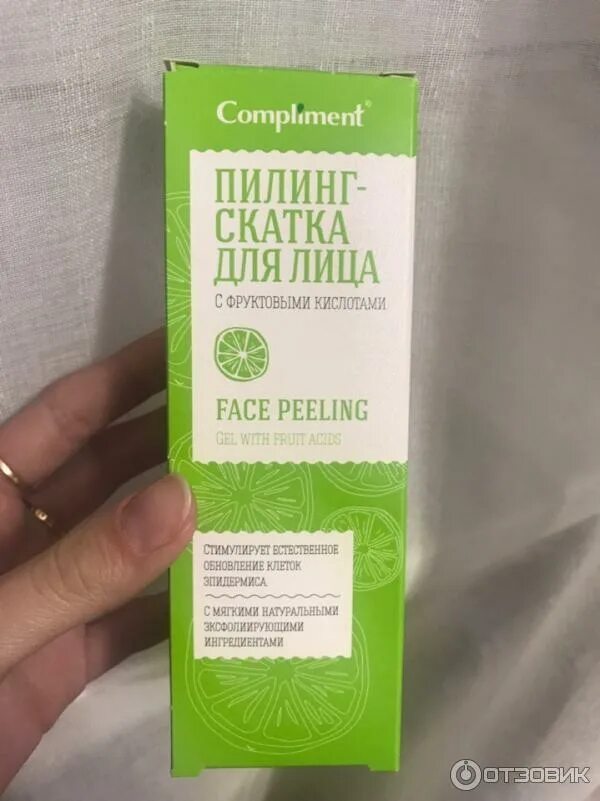 Compliment®
ПИЛИНГ-
СКАТКА
ДЛЯ ЛИЦА
С ФРУКТОВЫМИ КИСЛОТАМИ
FACE PEELING
GEL WITH FRUIT ACIDS
СТИМУЛИРУЕТ ЕСТЕСТВЕННОЕ
ОБНОВЛЕНИЕ КЛЕТОК
ЭПИДЕРМИСА.
С МЯГКИМИ НАТУРАЛЬНЫМИ
ЭКСФОЛИИРУЮЩИМИ
ИНГРЕДИЕНТАМИ
ОТЗОВИК